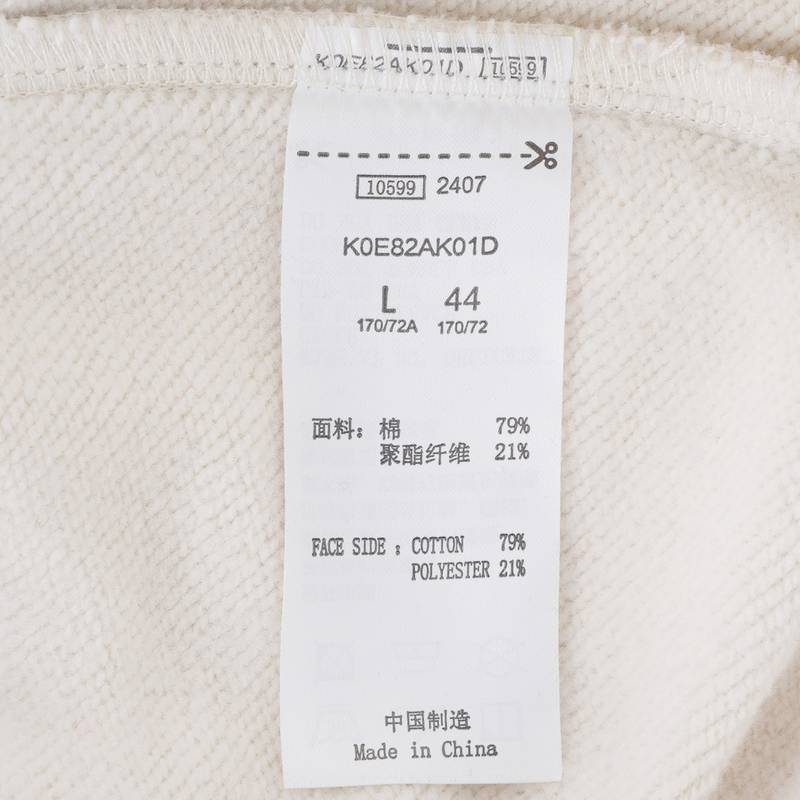 10599 2407
K0E82AK01D
L 44
170/72A 170/72
面料：棉 79%
聚酯纤维 21%
FACE SIDE : COTTON 79%
POLYESTER 21%
中国制造
Made in China